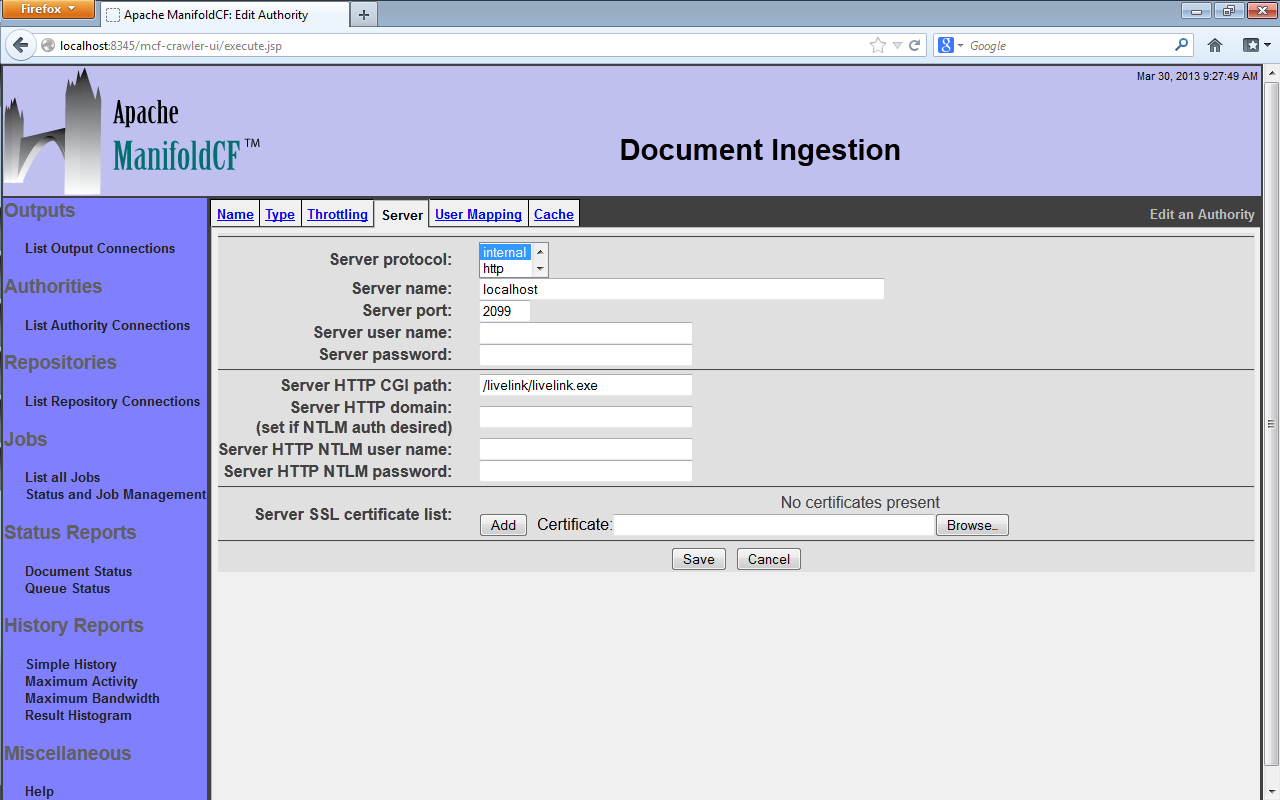 Firefox
Apache ManifoldCF: Edit Authority
localhost:8345/mcf-crawler-ui/execute.jsp
Google
Mar 30, 2013 9:27:49 AM
Apache
ManifoldCF™
Document Ingestion
Outputs
List Output Connections
Authorities
List Authority Connections
Repositories
List Repository Connections
Jobs
List all Jobs
Status and Job Management
Status Reports
Document Status
Queue Status
History Reports
Simple History
Maximum Activity
Maximum Bandwidth
Result Histogram
Miscellaneous
Help
Name Type Throttling Server User Mapping Cache
Edit an Authority
Server protocol: internal
http
Server name: localhost
Server port: 2099
Server user name:
Server password:
Server HTTP CGI path: /livelink/livelink.exe
Server HTTP domain:
(set if NTLM auth desired)
Server HTTP NTLM user name:
Server HTTP NTLM password:
Server SSL certificate list:
No certificates present
Add Certificate: Browse…
Save Cancel